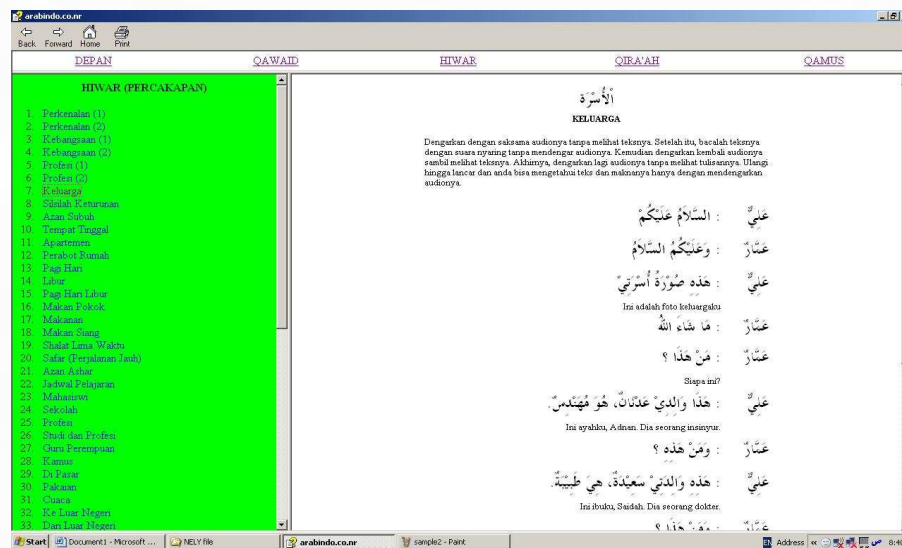 arabindo.co.nr
Back Forward Home Print
DEPAN QAWAID HIWAR QIRA'AH QAMUS
HIWAR (PERCAKAPAN)
1. Perkenalan (1)
2. Perkenalan (2)
3. Kebangsaan (1)
4. Kebangsaan (2)
5. Profesi (1)
6. Profesi (2)
7. Keluarga
8. Silsilah Keturunan
9. Azan Subuh
10. Tempat Tinggal
11. Apartemen
12. Perabot Rumah
13. Pagi Hari
14. Libur
15. Pagi Hari Libur
16. Makan Pokok
17. Makanan
18. Makan Siang
19. Shalat Lima Waktu
20. Safar (Perjalanan Jauh)
21. Azan Ashar
22. Jadwal Pelajaran
23. Mahasiswi
24. Sekolah
25. Profesi
26. Studi dan Profesi
27. Guru Perempuan
28. Kamus
29. Di Pasar
30. Pakaian
31. Cuaca
32. Ke Luar Negeri
33. Dari Luar Negeri
اَلْأُسْرَة
KELUARGA
Dengarkan dengan saksama audionya tanpa melihat teksnya. Setelah itu, bacalah teksnya
dengan suara nyaring tanpa mendengar audionya. Kemudian dengarkan kembali audionya
sambil melihat teksnya. Akhirnya, dengarkan lagi audionya tanpa melihat tulisannya. Ulangi
hingga lancar dan anda bisa mengetahui teks dan maknanya hanya dengan mendengarkan
audionya.
عَلِيٌّ : السَّلاَمُ عَلَيْكُمْ
عَمَّارٌ : وَعَلَيْكُمُ السَّلاَمُ
عَلِيٌّ : هَذِهِ صُوْرَةُ أُسْرَتِيْ
Ini adalah foto keluargaku
عَمَّارٌ : مَا شَاءَ اللهُ
عَمَّارٌ : مَنْ هَذَا ؟
Siapa ini?
عَلِيٌّ : هَذَا وَالِدِيْ عَدْنَانٌ، هُوَ مُهَنْدِسٌ.
Ini ayahku, Adnan. Dia seorang insinyur.
عَمَّارٌ : وَمَنْ هَذِهِ ؟
عَلِيٌّ : هَذِهِ وَالِدَتِيْ سَعِيْدَةٌ، هِيَ طَبِيْبَةٌ.
Ini ibuku, Saidah. Dia seorang dokter.
عَمَّارٌ : وَمَنْ هَذَا ؟
Start Document1 - Microsoft ... NELY file arabindo.co.nr sample2 - Paint EN Address 8:40